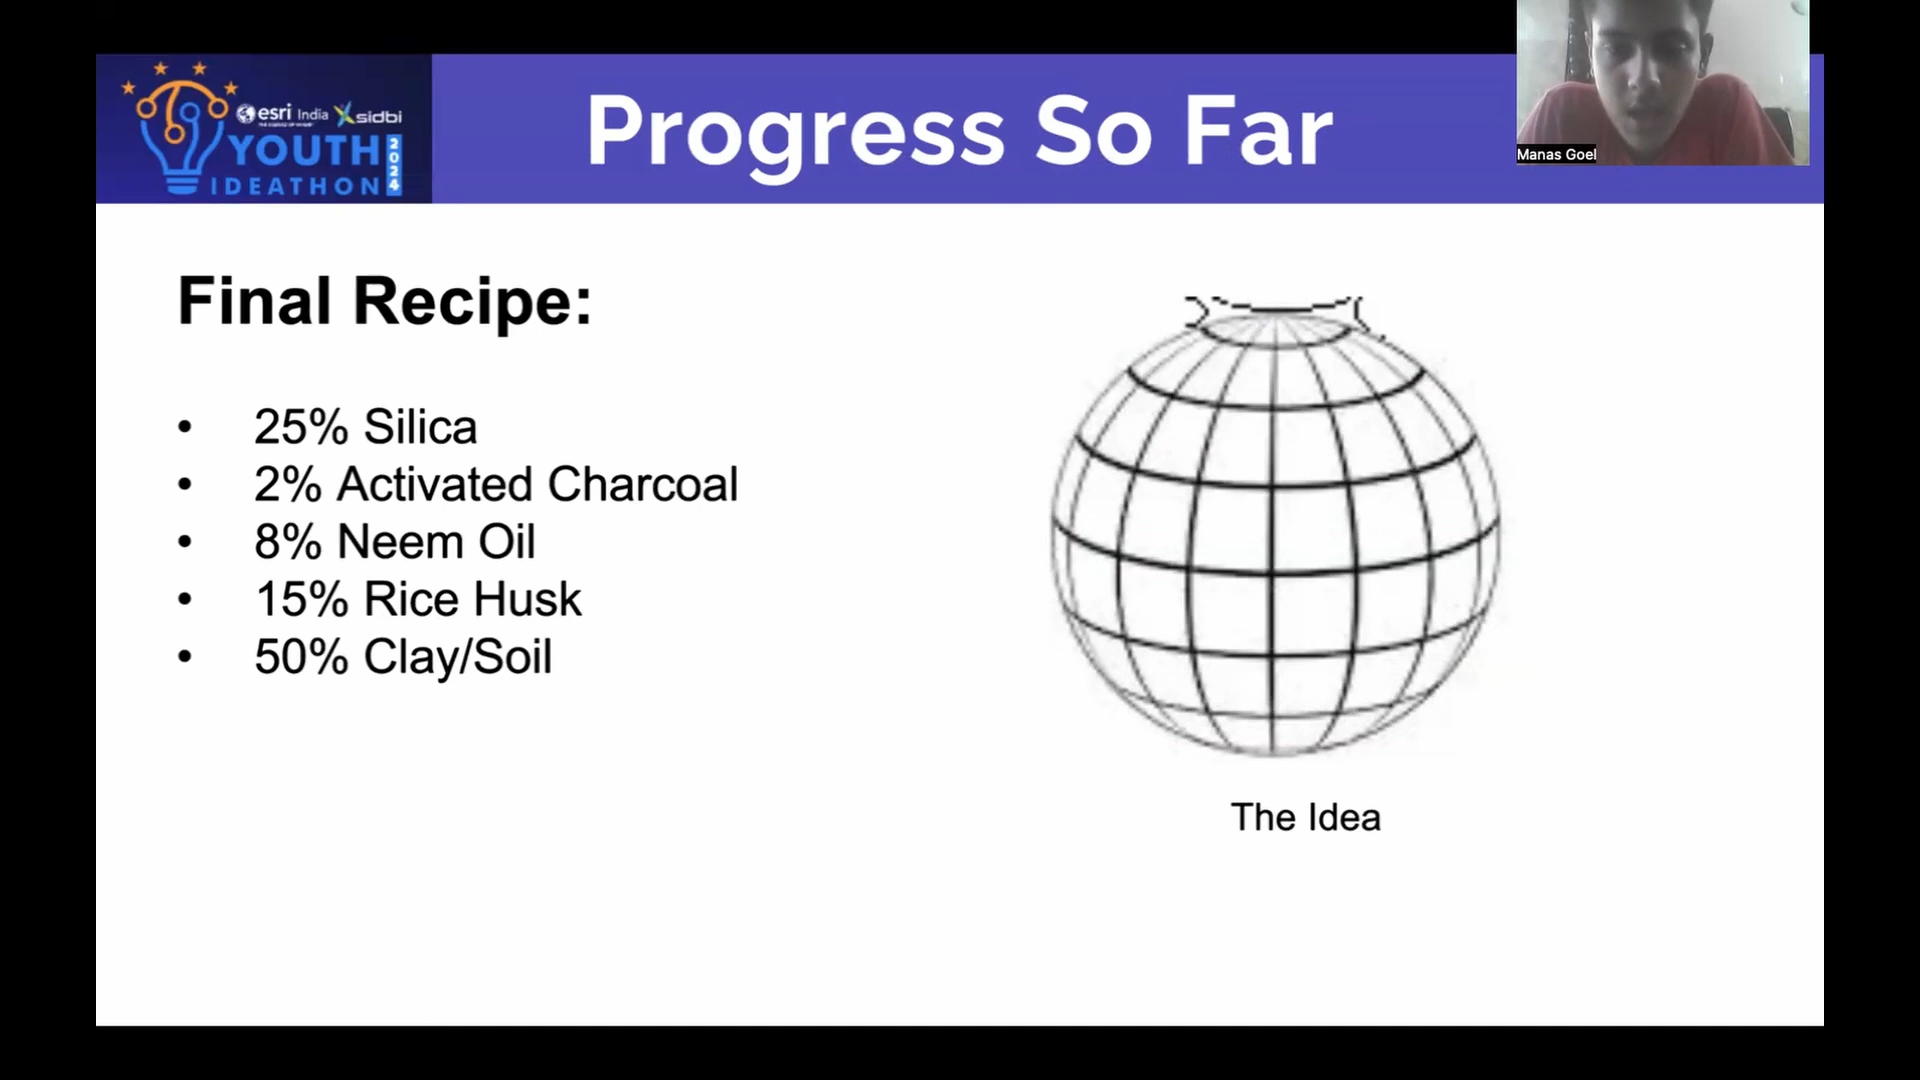 esri India
sidbi
YOUTH
IDEATHON
2024
Progress So Far
Manas Goel
Final Recipe:
• 25% Silica
• 2% Activated Charcoal
• 8% Neem Oil
• 15% Rice Husk
• 50% Clay/Soil
The Idea